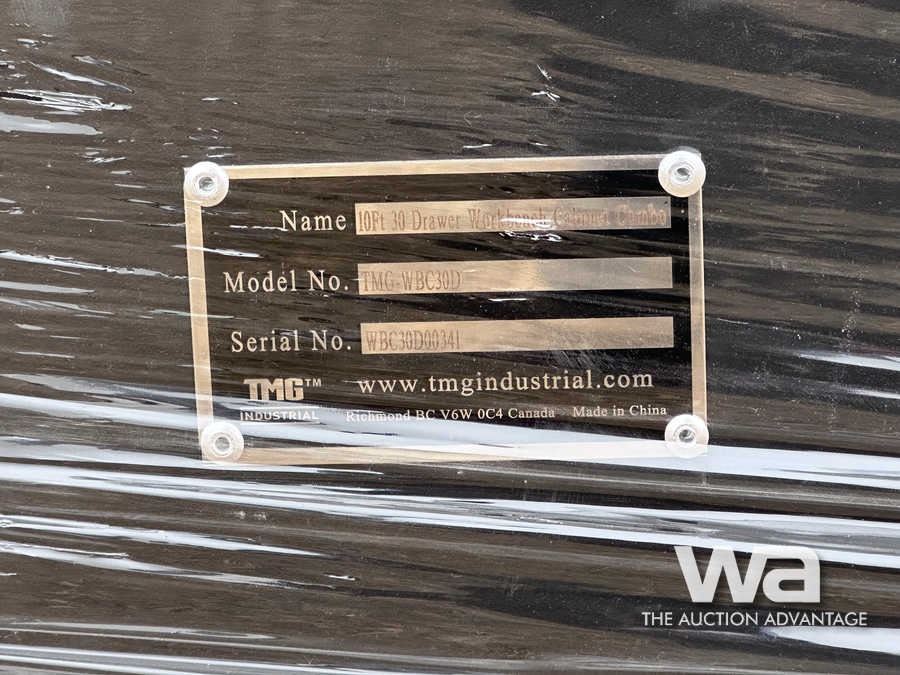 Name 10Ft 30 Drawer Workbench Cabinet Combo
Model No. TMG-WBC30D
Serial No. WBC30D00341
TMG™ www.tmgindustrial.com
INDUSTRIAL Richmond BC V6W 0C4 Canada Made in China
wa
THE AUCTION ADVANTAGE